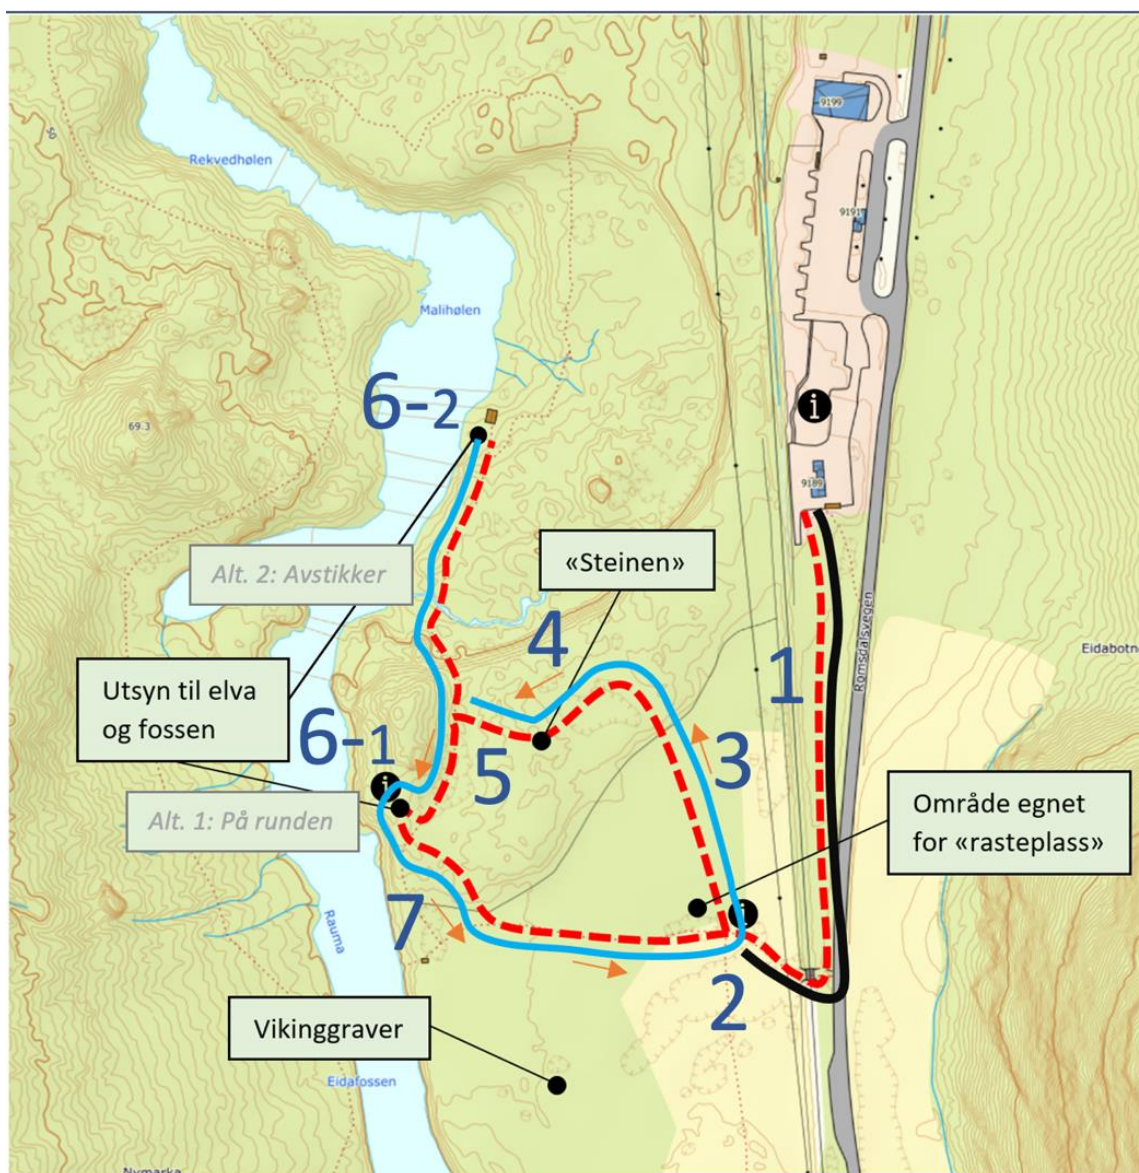 9199
Rekvedhølen
9191
Malihølen
i
6-2
69.3
9189
Alt. 2: Avstikker
«Steinen»
Romsdalsvegen
4
1
Eidabotn
Utsyn til elva
og fossen
6-1
5
3
i
Alt. 1: På runden
Område egnet
for «rasteplass»
7
i
Rauma
2
Vikinggraver
Eidafossen
Nymarka